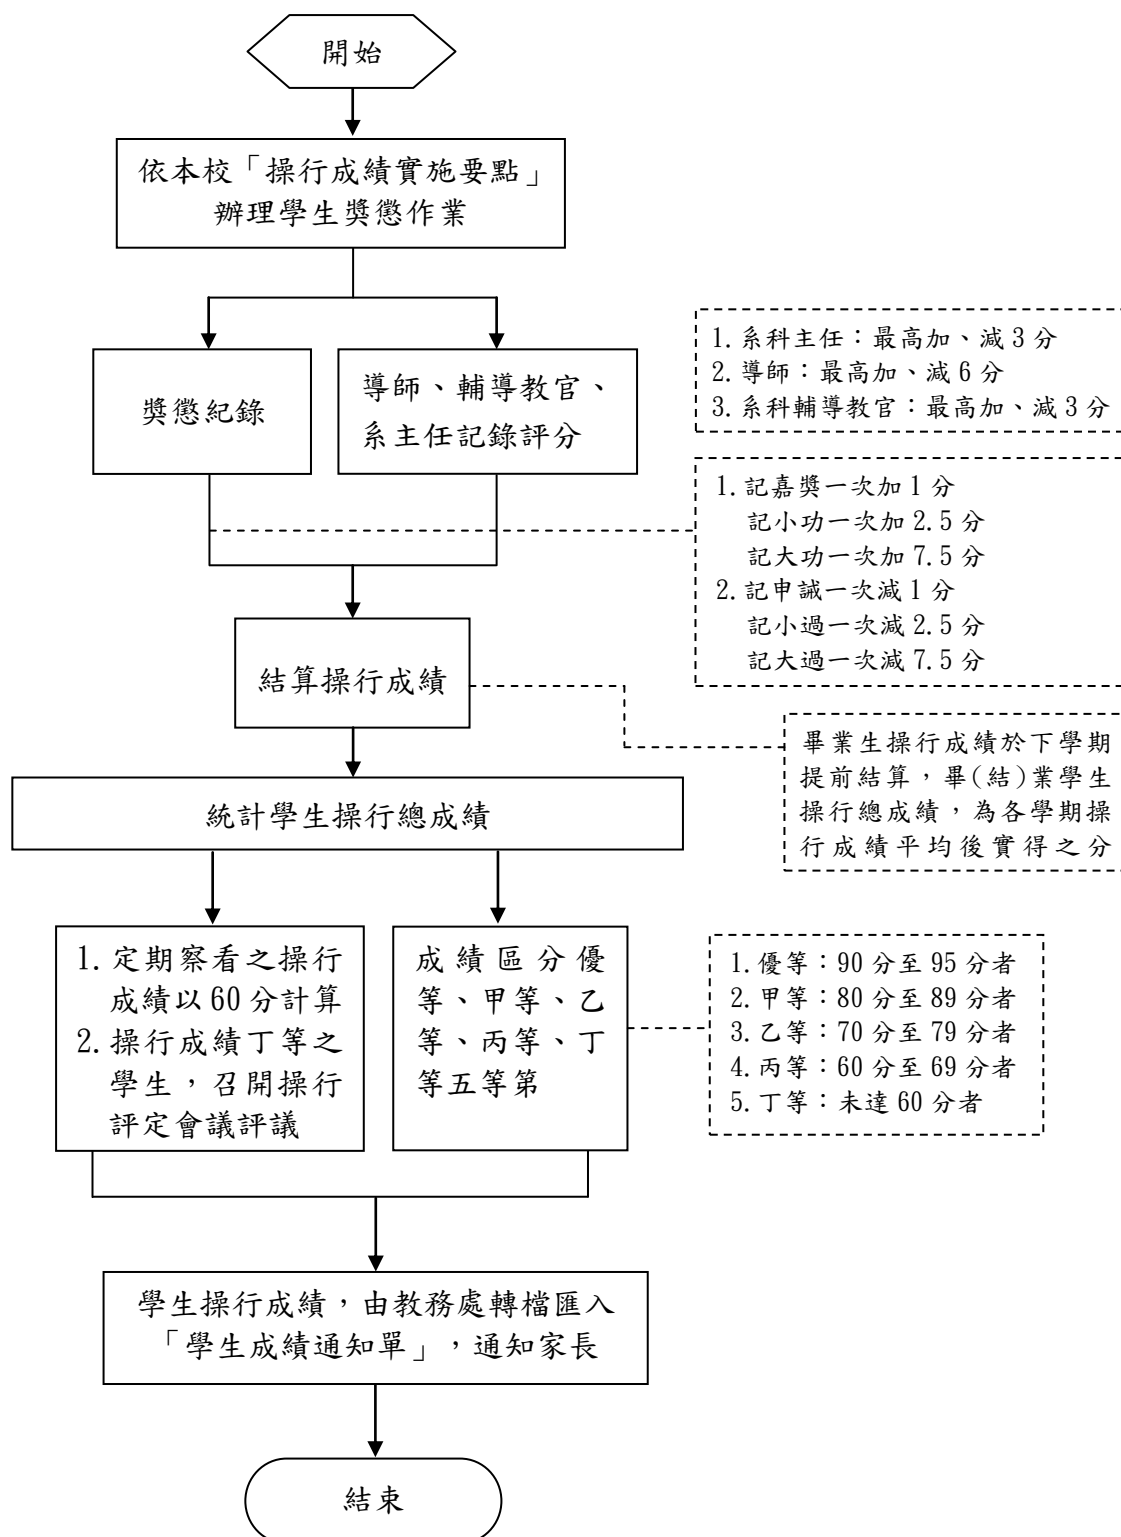 開始
依本校「操行成績實施要點」
辦理學生獎懲作業
獎懲紀錄
導師、輔導教官、
系主任記錄評分
1.系科主任：最高加、減3分
2.導師：最高加、減6分
3.系科輔導教官：最高加、減3分
1.記嘉獎一次加1分
記小功一次加2.5分
記大功一次加7.5分
2.記申誡一次減1分
記小過一次減2.5分
記大過一次減7.5分
結算操行成績
畢業生操行成績於下學期
提前結算，畢(結)業學生
操行總成績，為各學期操
行成績平均後實得之分
統計學生操行總成績
1.定期察看之操行
成績以60分計算
2.操行成績丁等之
學生，召開操行
評定會議評議
成績區分優
等、甲等、乙
等、丙等、丁
等五等第
1.優等：90分至95分者
2.甲等：80分至89分者
3.乙等：70分至79分者
4.丙等：60分至69分者
5.丁等：未達60分者
學生操行成績，由教務處轉檔匯入
「學生成績通知單」，通知家長
結束